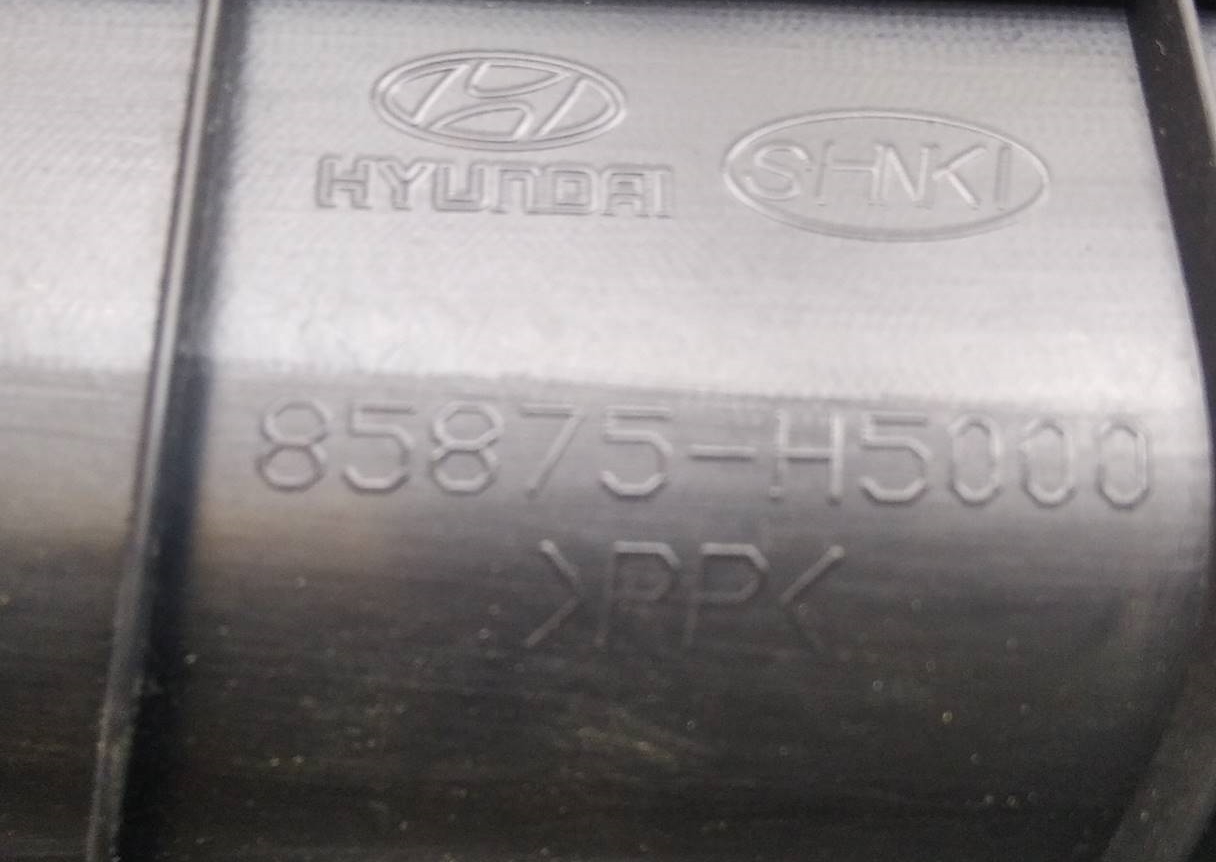 HYUNDAI
SHNKI
85875-H5000
>PP<